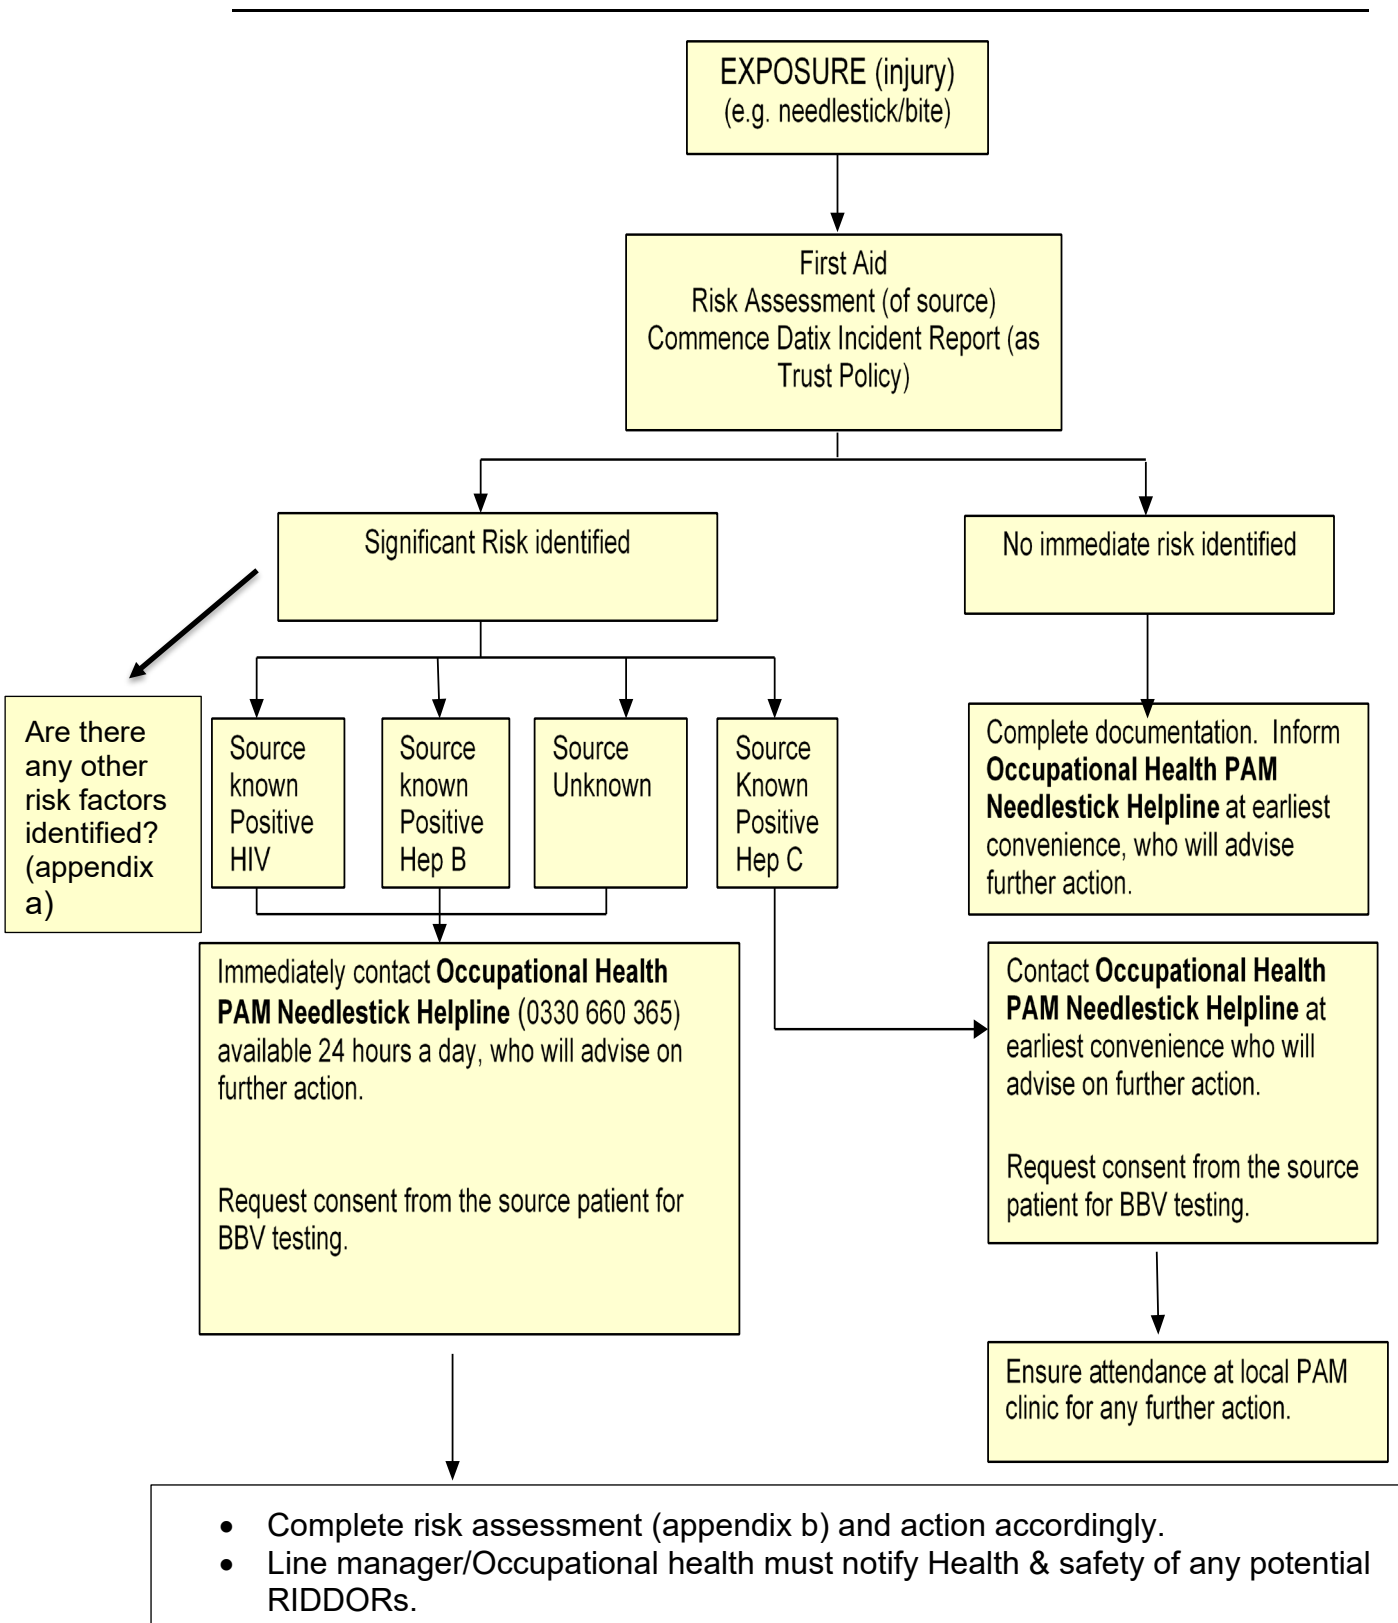 EXPOSURE (injury)
(e.g. needlestick/bite)
First Aid
Risk Assessment (of source)
Commence Datix Incident Report (as
Trust Policy)
Significant Risk identified
No immediate risk identified
Are there
any other
risk factors
identified?
(appendix
a)
Source
known
Positive
HIV
Source
known
Positive
Hep B
Source
Unknown
Source
Known
Positive
Hep C
Complete documentation. Inform
Occupational Health PAM
Needlestick Helpline at earliest
convenience, who will advise
further action.
Immediately contact Occupational Health
PAM Needlestick Helpline (0330 660 365)
available 24 hours a day, who will advise on
further action.
Request consent from the source patient for
BBV testing.
Contact Occupational Health
PAM Needlestick Helpline at
earliest convenience who will
advise on further action.
Request consent from the source
patient for BBV testing.
Ensure attendance at local PAM
clinic for any further action.
• Complete risk assessment (appendix b) and action accordingly.
• Line manager/Occupational health must notify Health & safety of any potential
RIDDORs.